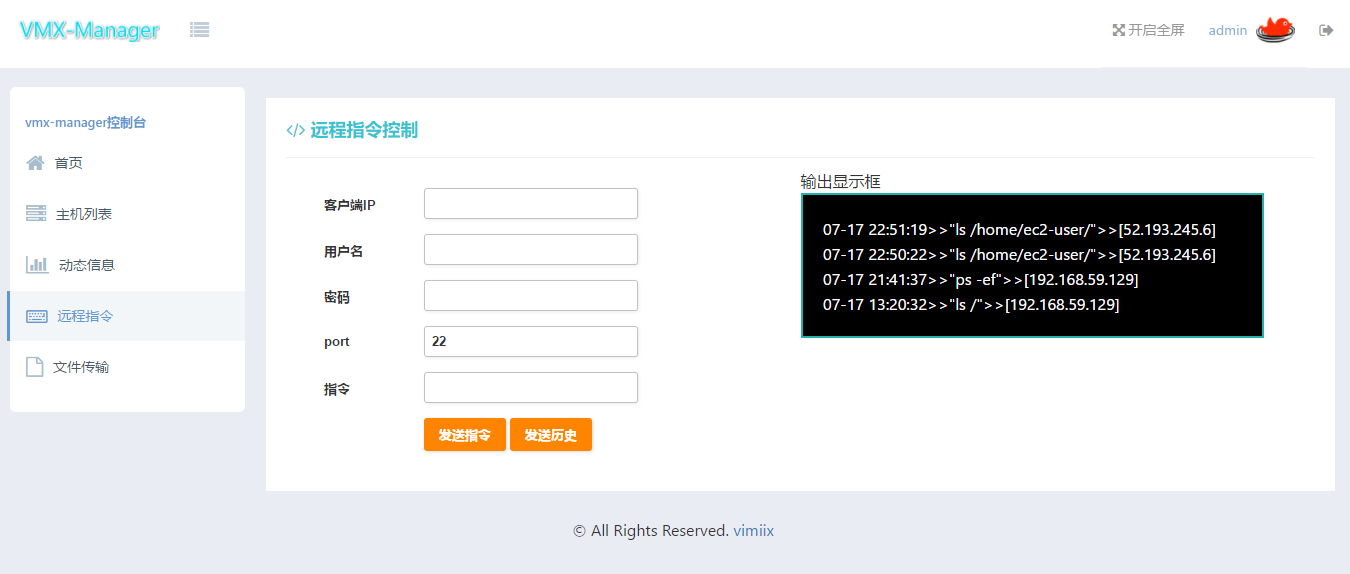 VMX-Manager
开启全屏
admin
vmx-manager控制台
首页
主机列表
动态信息
远程指令
文件传输
</> 远程指令控制
客户端IP
用户名
密码
port
22
指令
发送指令
发送历史
输出显示框
07-17 22:51:19>>"ls /home/ec2-user/">>[52.193.245.6]
07-17 22:50:22>>"ls /home/ec2-user/">>[52.193.245.6]
07-17 21:41:37>>"ps -ef">>[192.168.59.129]
07-17 13:20:32>>"ls /">>[192.168.59.129]
© All Rights Reserved. vimiix